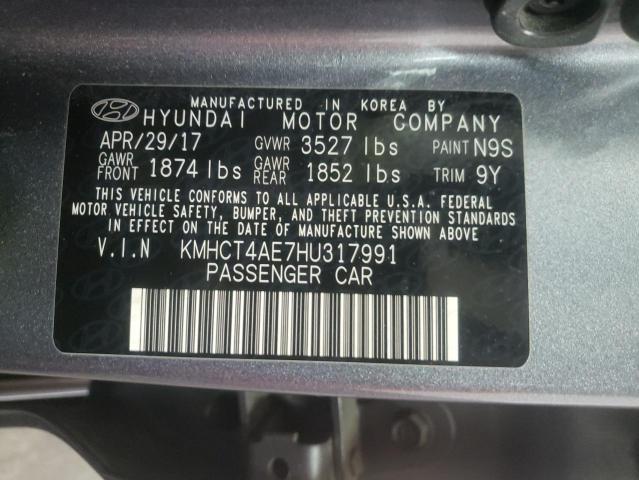 MANUFACTURED IN KOREA BY
HYUNDAI MOTOR COMPANY
APR/29/17 GVWR 3527 lbs PAINT N9S
GAWR FRONT 1874 lbs GAWR REAR 1852 lbs TRIM 9Y
THIS VEHICLE CONFORMS TO ALL APPLICABLE U.S.A. FEDERAL
MOTOR VEHICLE SAFETY, BUMPER, AND THEFT PREVENTION STANDARDS
IN EFFECT ON THE DATE OF MANUFACTURE SHOWN ABOVE.
V.I.N KMHCT4AE7HU317991
PASSENGER CAR